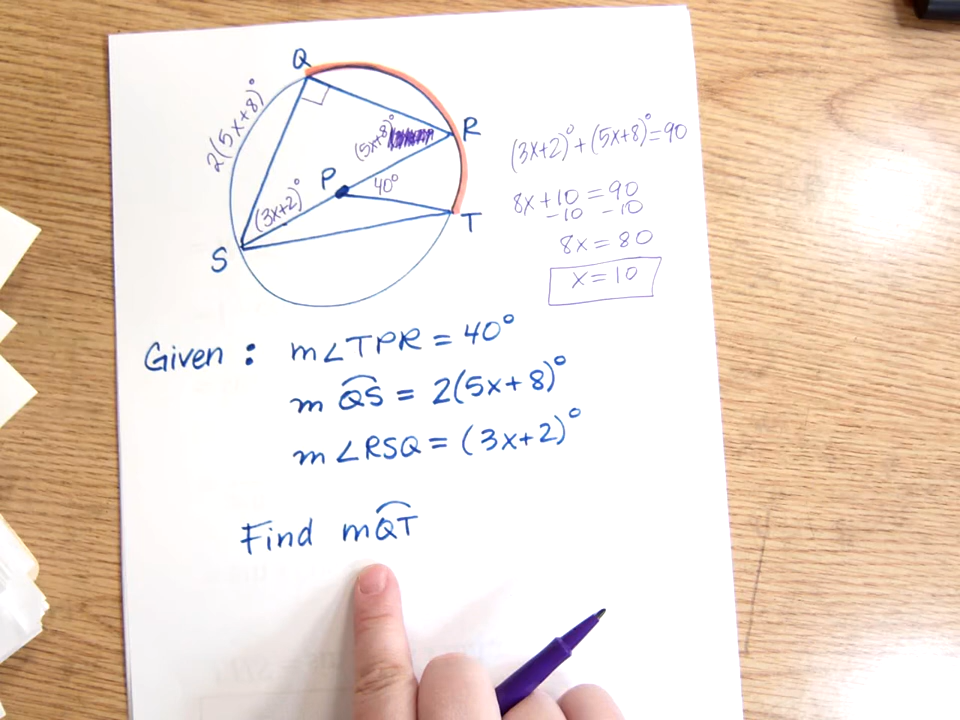 Q
2(5x+8)°
(5x+8)°
R
P
40°
(3x+2)°
T
S
(3x+2)°+(5x+8)°=90
8x+10=90
-10 -10
8x=80
x=10
Given : m∠TPR = 40°
m QS = 2(5x+8)°
m∠RSQ = (3x+2)°
Find mQT